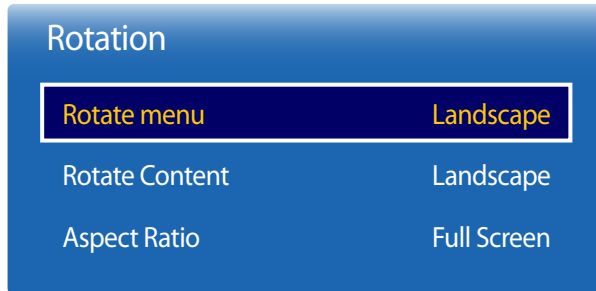 Rotation
Rotate menu Landscape
Rotate Content Landscape
Aspect Ratio Full Screen